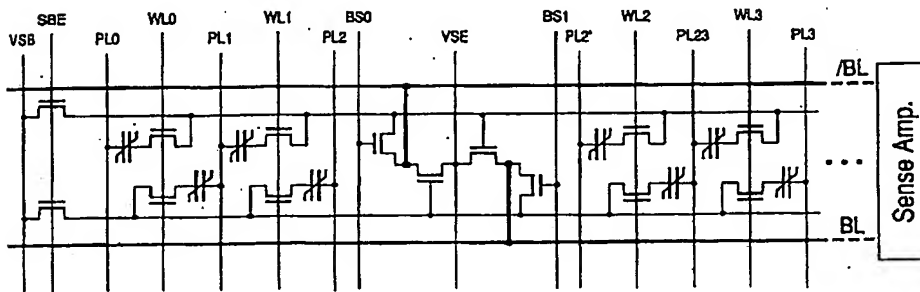 SBE WL0 WL1 BS0 BS1 WL2 WL3
VSB PL0 PL1 PL2 VSE PL2' PL23 PL3
/BL
Sense Amp.
BL